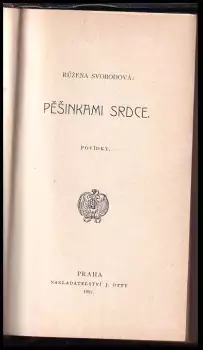 RŮŽENA SVOBODOVÁ:
PĚŠINKAMI SRDCE.
POVÍDKY.
PRAHA
NAKLADATELSTVÍ J. OTTY